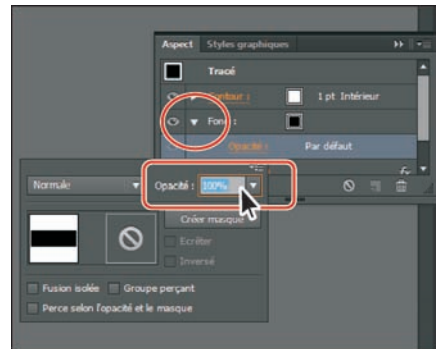 Aspect Styles graphiques
Tracé
Contour : 1 pt Intérieur
Fond :
Opacité : Par défaut
fx
Normale Opacité : 100%
Créer masque
Ecrêter
Inversé
Fusion isolée Groupe perçant
Perce selon l'opacité et le masque